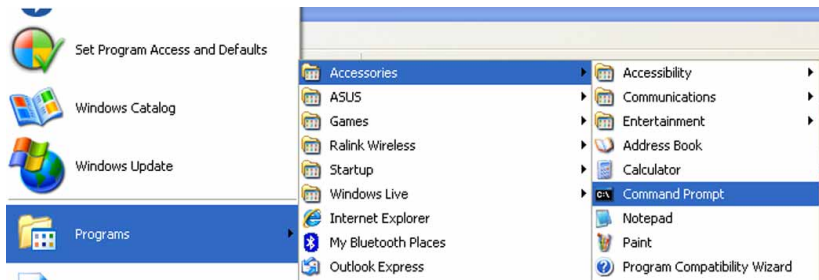 Set Program Access and Defaults
Windows Catalog
Windows Update
Programs
Accessories
ASUS
Games
Ralink Wireless
Startup
Windows Live
Internet Explorer
My Bluetooth Places
Outlook Express
Accessibility
Communications
Entertainment
Address Book
Calculator
Command Prompt
Notepad
Paint
Program Compatibility Wizard